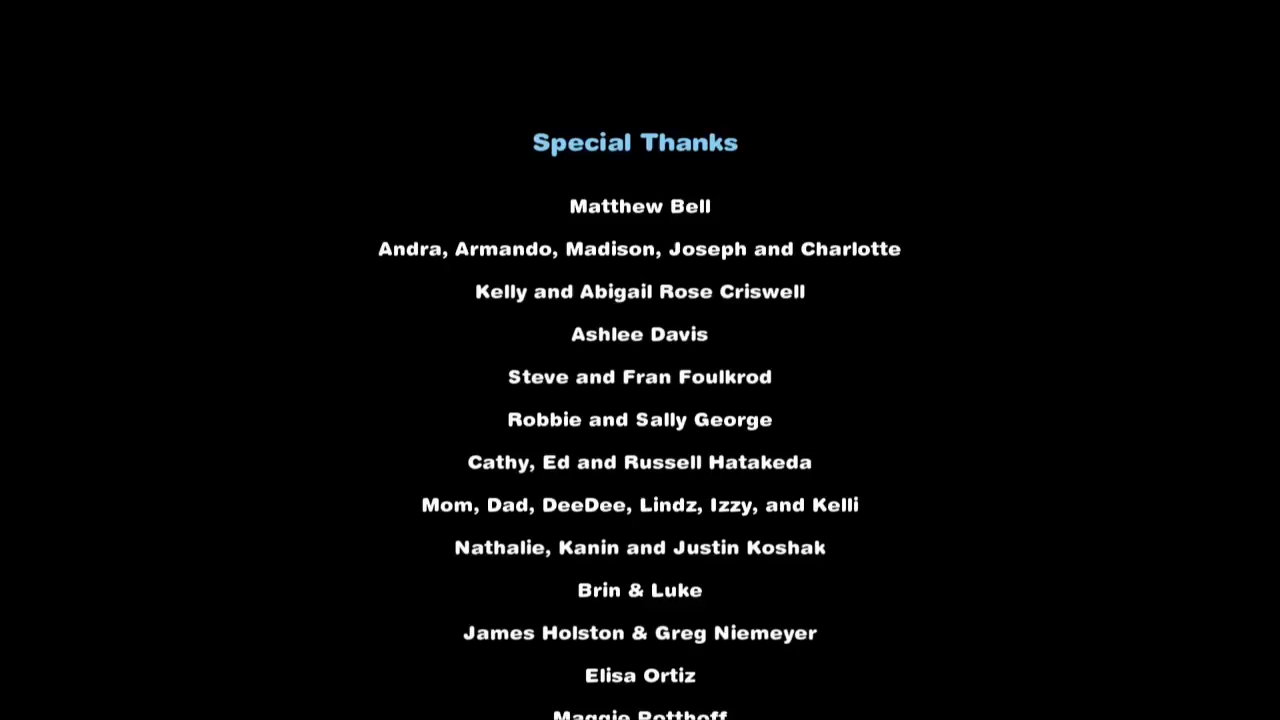 Special Thanks
Matthew Bell
Andra, Armando, Madison, Joseph and Charlotte
Kelly and Abigail Rose Criswell
Ashlee Davis
Steve and Fran Foulkrod
Robbie and Sally George
Cathy, Ed and Russell Hatakeda
Mom, Dad, DeeDee, Lindz, Izzy, and Kelli
Nathalie, Kanin and Justin Koshak
Brin & Luke
James Holston & Greg Niemeyer
Elisa Ortiz
Maggie